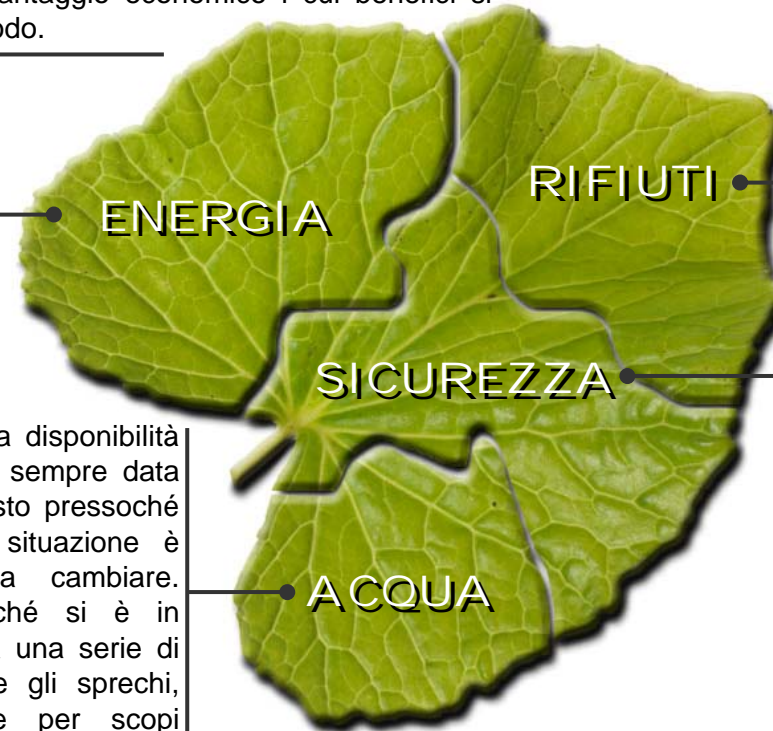 vantaggio economico i cui benefici si
odo.
ENERGIA
RIFIUTI
SICUREZZA
a disponibilità
sempre data
sto pressoché
situazione è
a cambiare.
ché si è in
una serie di
e gli sprechi,
e per scopi
ACQUA